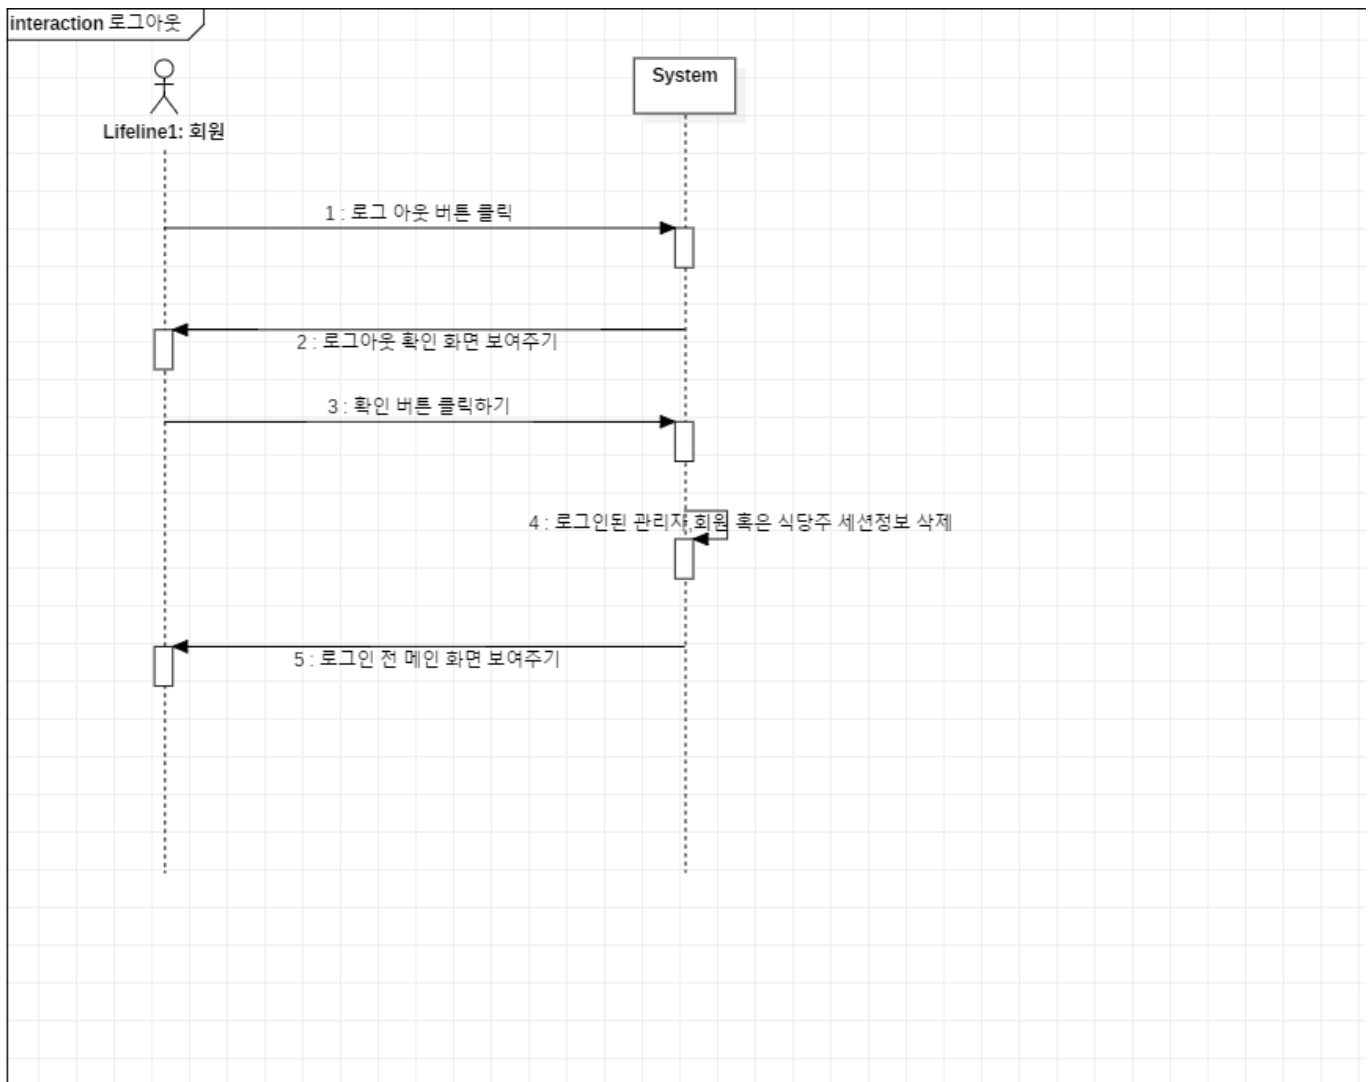 interaction 로그아웃
System
Lifeline1: 회원
1 : 로그 아웃 버튼 클릭
2 : 로그아웃 확인 화면 보여주기
3 : 확인 버튼 클릭하기
4 : 로그인된 관리자,회원 혹은 식당주 세션정보 삭제
5 : 로그인 전 메인 화면 보여주기